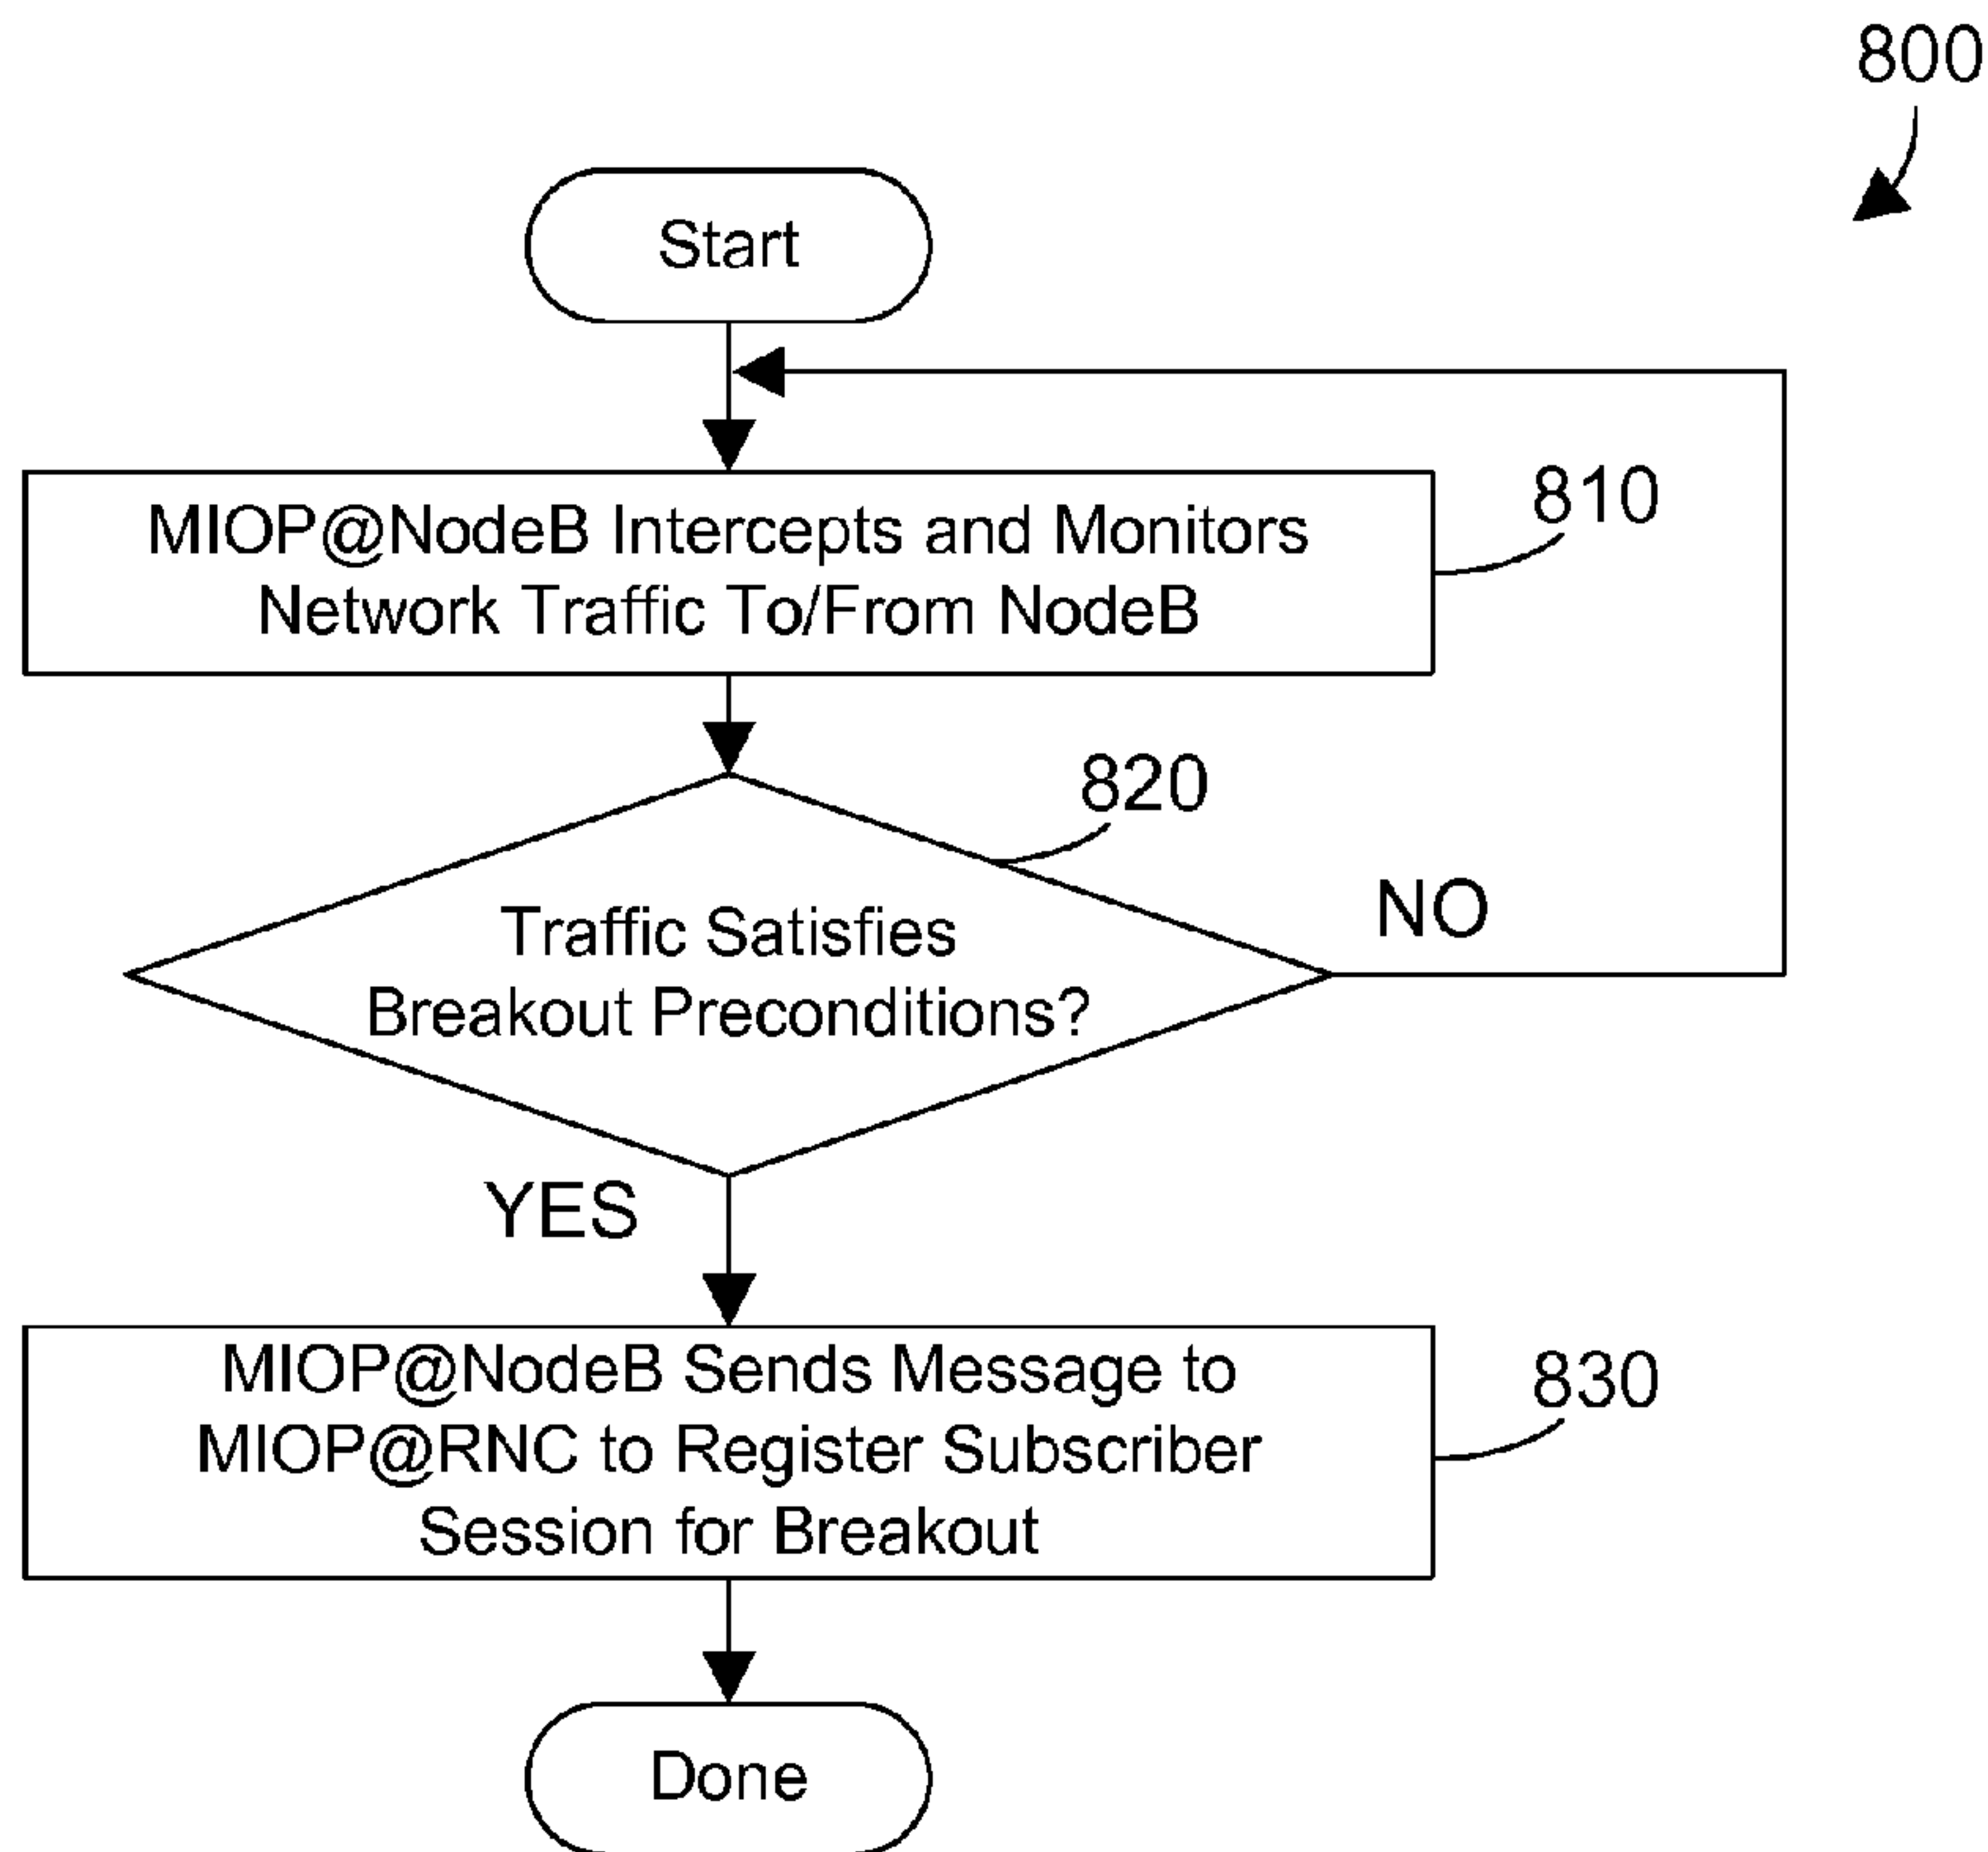 800
Start
MIOP@NodeB Intercepts and Monitors
Network Traffic To/From NodeB
810
820
Traffic Satisfies
Breakout Preconditions?
NO
YES
MIOP@NodeB Sends Message to
MIOP@RNC to Register Subscriber
Session for Breakout
830
Done